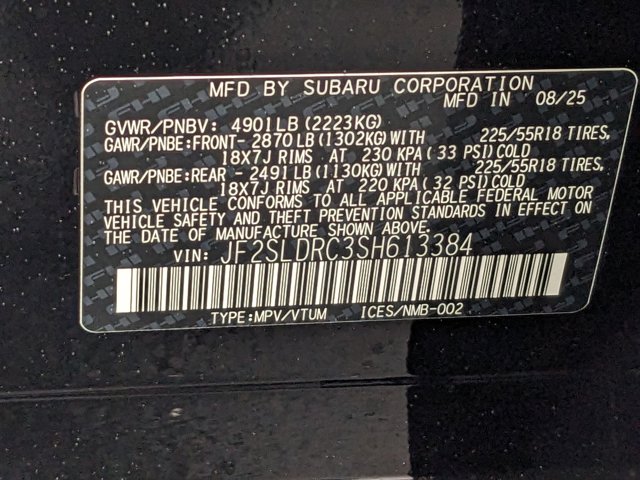 MFD BY SUBARU CORPORATION
MFD IN 08/25
GVWR/PNBV: 4901LB (2223KG)
GAWR/PNBE:FRONT- 2870 LB (1302KG) WITH 225/55R18 TIRES,
18X7J RIMS AT 230 KPA ( 33 PSI) COLD
GAWR/PNBE:REAR - 2491 LB (1130KG) WITH 225/55R18 TIRES,
18X7J RIMS AT 220 KPA ( 32 PSI) COLD
THIS VEHICLE CONFORMS TO ALL APPLICABLE FEDERAL MOTOR
VEHICLE SAFETY AND THEFT PREVENTION STANDARDS IN EFFECT ON
THE DATE OF MANUFACTURE SHOWN ABOVE.
VIN: JF2SLDRC3SH613384
TYPE:MPV/VTUM ICES/NMB-002